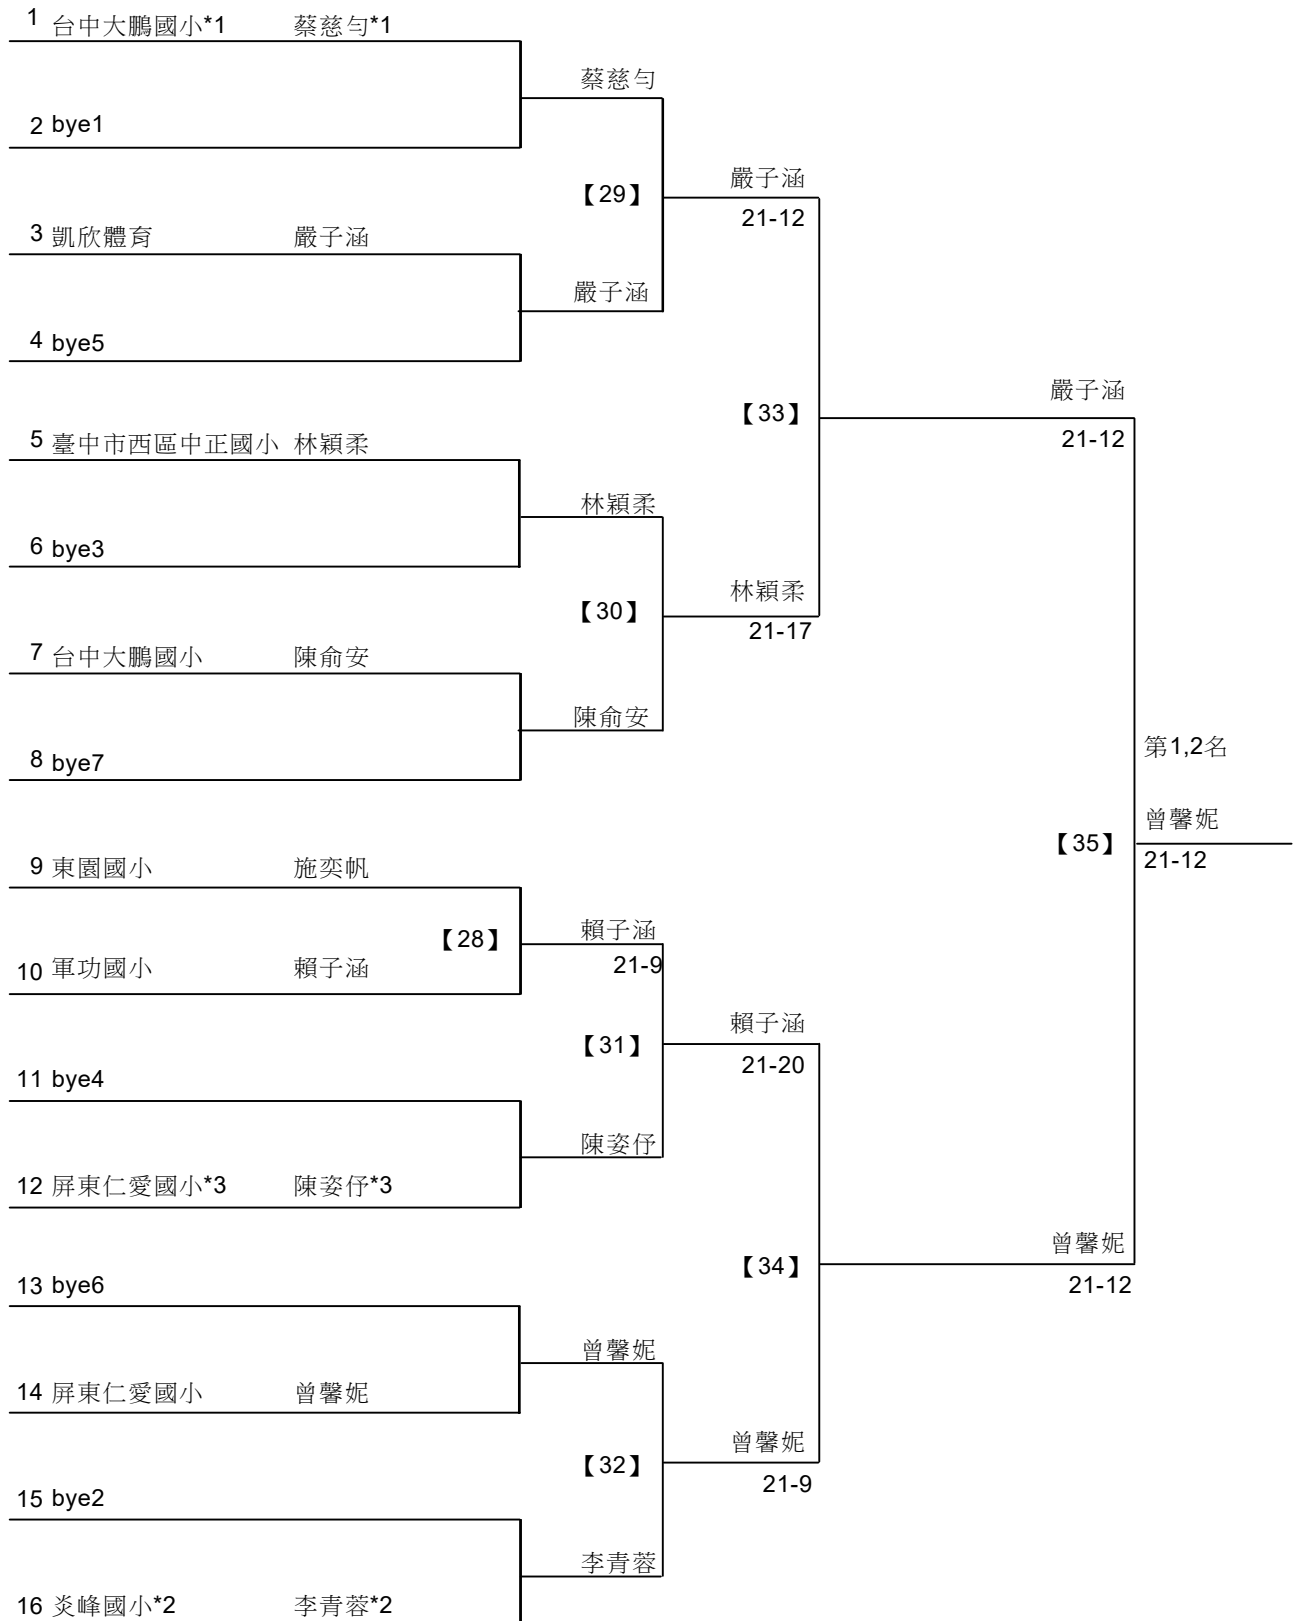 1 台中大鵬國小*1 蔡慈勻*1
蔡慈勻
2 bye1
【29】
嚴子涵
21-12
3 凱欣體育 嚴子涵
嚴子涵
4 bye5
【33】
嚴子涵
21-12
5 臺中市西區中正國小 林穎柔
林穎柔
6 bye3
【30】
林穎柔
21-17
7 台中大鵬國小 陳俞安
陳俞安
8 bye7
第1,2名
【35】
曾馨妮
21-12
9 東園國小 施奕帆
【28】
賴子涵
21-9
10 軍功國小 賴子涵
【31】
賴子涵
21-20
11 bye4
陳姿伃
12 屏東仁愛國小*3 陳姿伃*3
【34】
曾馨妮
21-12
13 bye6
曾馨妮
14 屏東仁愛國小 曾馨妮
【32】
曾馨妮
21-9
15 bye2
李青蓉
16 炎峰國小*2 李青蓉*2